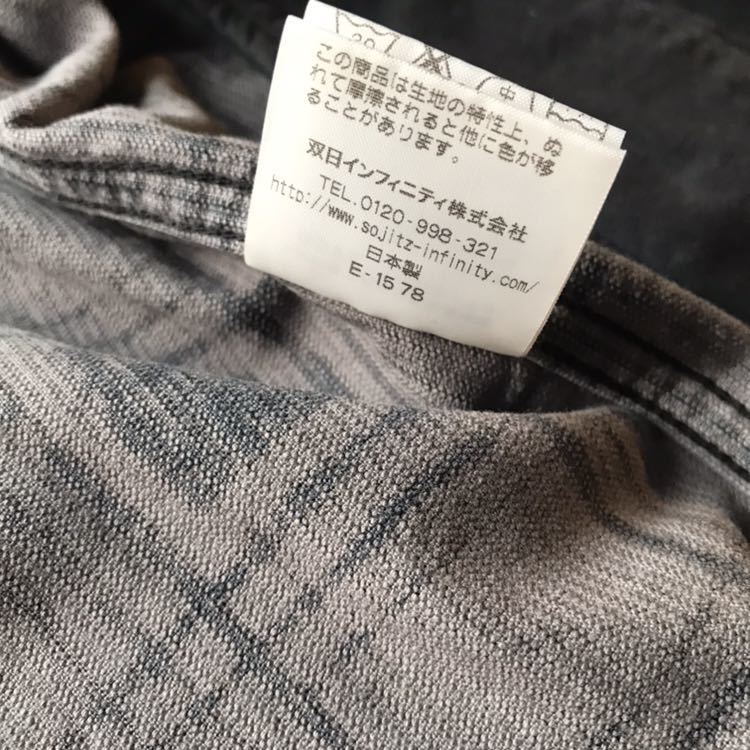 この商品は生地の特性上、ぬ
れて摩擦されると他に色が移
ることがあります。
双日インフィニティ株式会社
TEL.0120-998-321
http://www.sojitz-infinity.com/
日本製
E-15 78